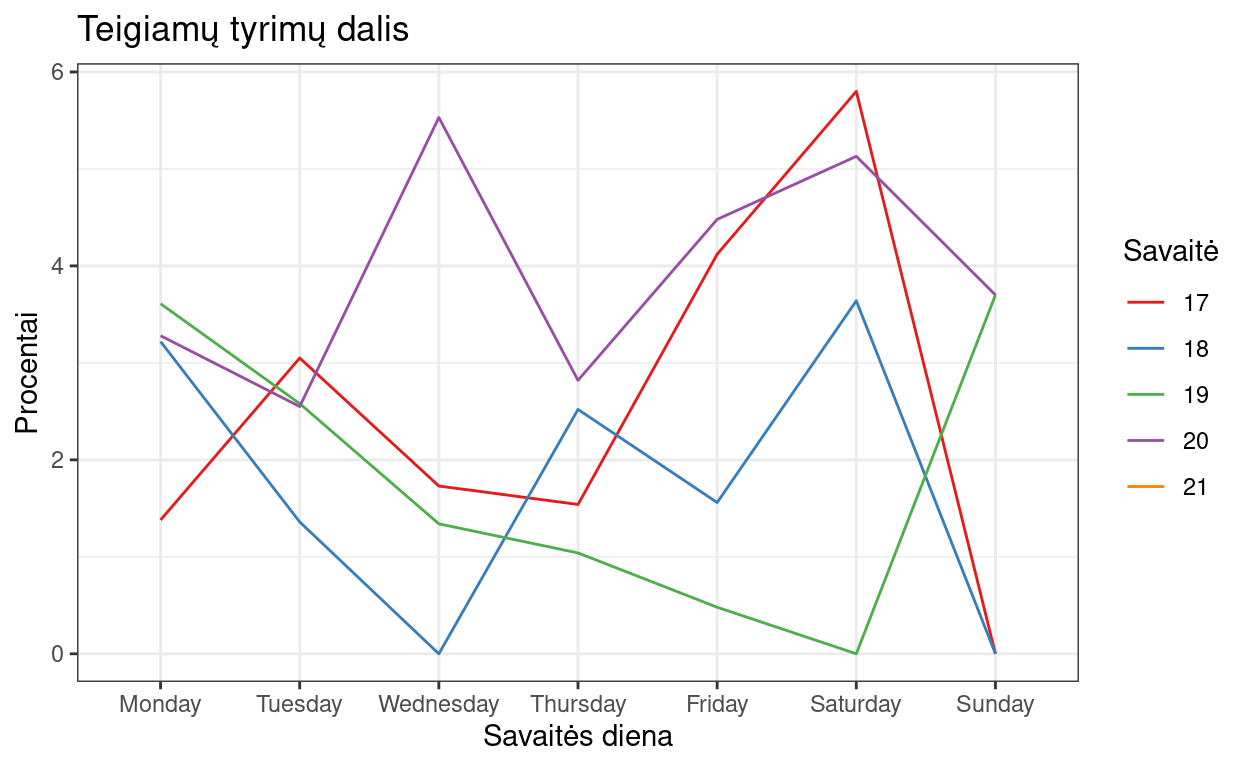 Teigiamų tyrimų dalis
Procentai
6
4
2
0
Monday Tuesday Wednesday Thursday Friday Saturday Sunday
Savaitės diena
Savaitė
17
18
19
20
21